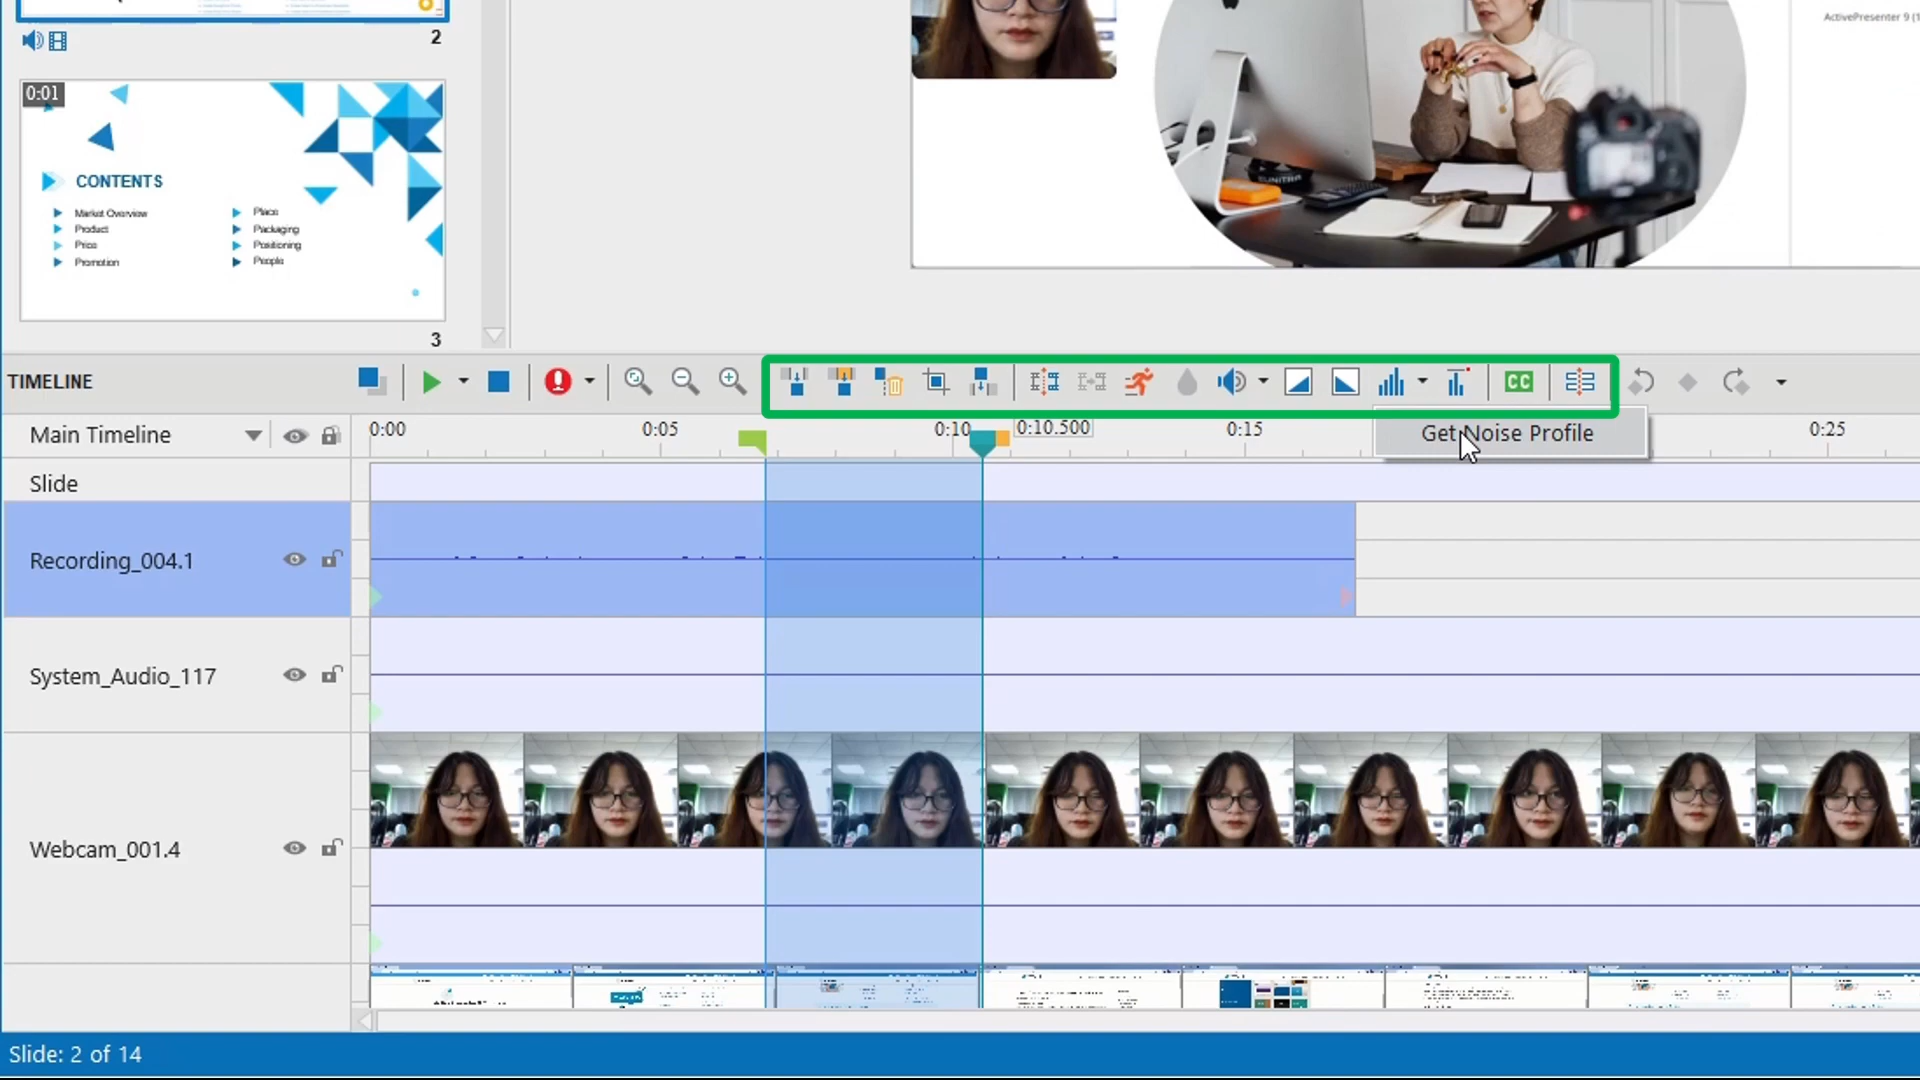 2
ActivePresenter 9 (1
0:01
CONTENTS
Market Overview
Product
Price
Promotion
Place
Packaging
Positioning
People
3
TIMELINE
CC
Main Timeline
0:00
0:05
0:10
0:10.500
0:15
0:25
Get Noise Profile
Slide
Recording_004.1
System_Audio_117
Webcam_001.4
Slide: 2 of 14